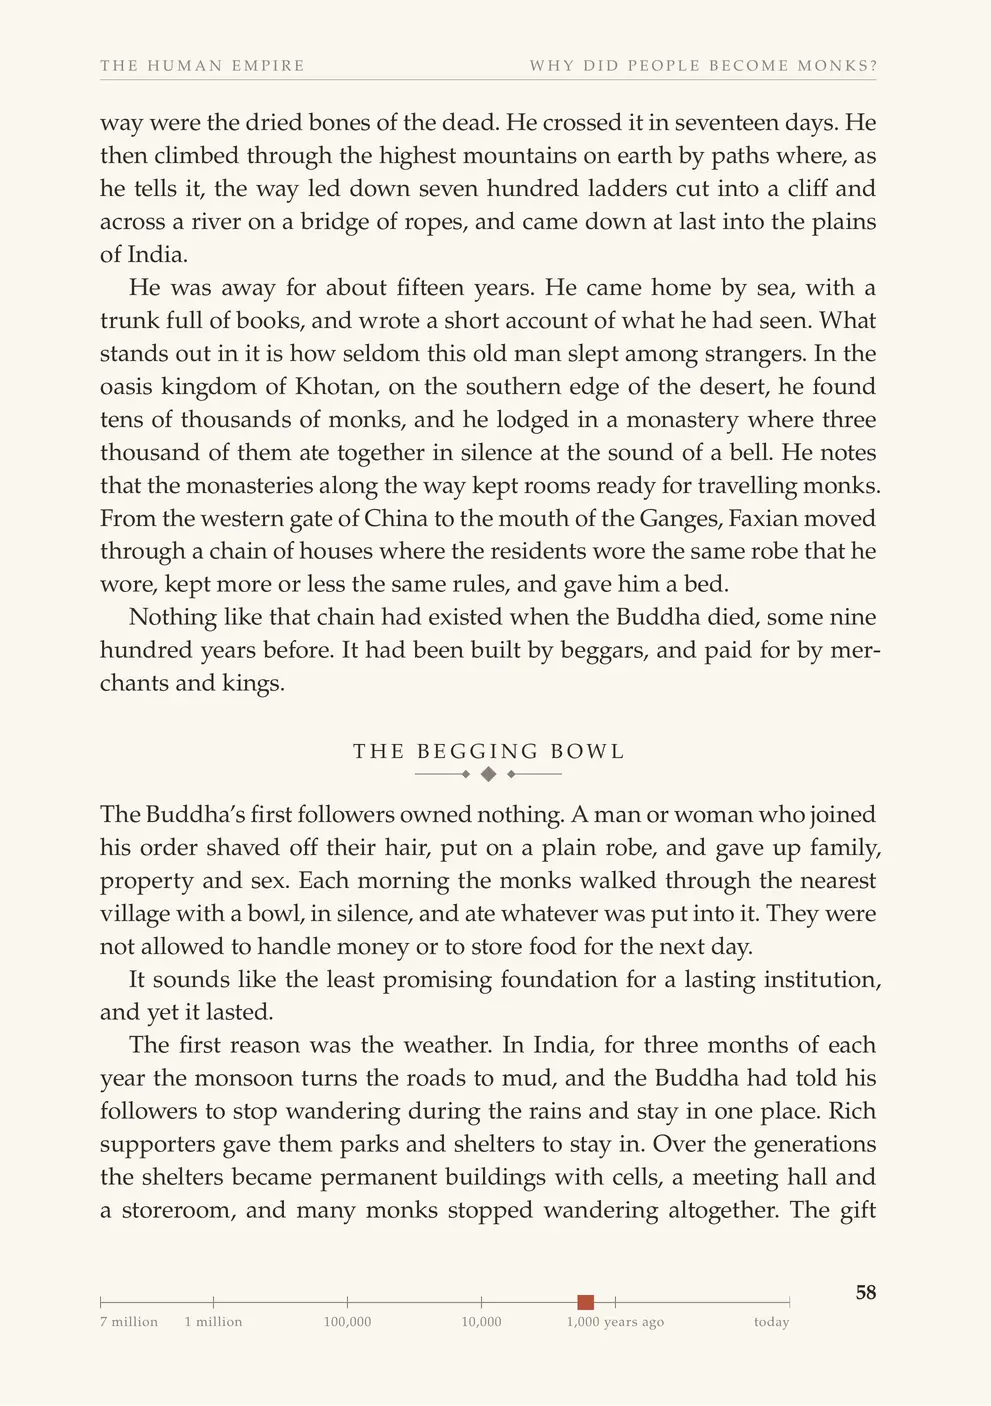 THE HUMAN EMPIRE
WHY DID PEOPLE BECOME MONKS?
way were the dried bones of the dead. He crossed it in seventeen days. He
then climbed through the highest mountains on earth by paths where, as
he tells it, the way led down seven hundred ladders cut into a cliff and
across a river on a bridge of ropes, and came down at last into the plains
of India.
He was away for about fifteen years. He came home by sea, with a
trunk full of books, and wrote a short account of what he had seen. What
stands out in it is how seldom this old man slept among strangers. In the
oasis kingdom of Khotan, on the southern edge of the desert, he found
tens of thousands of monks, and he lodged in a monastery where three
thousand of them ate together in silence at the sound of a bell. He notes
that the monasteries along the way kept rooms ready for travelling monks.
From the western gate of China to the mouth of the Ganges, Faxian moved
through a chain of houses where the residents wore the same robe that he
wore, kept more or less the same rules, and gave him a bed.
Nothing like that chain had existed when the Buddha died, some nine
hundred years before. It had been built by beggars, and paid for by mer-
chants and kings.
THE BEGGING BOWL
The Buddha’s first followers owned nothing. A man or woman who joined
his order shaved off their hair, put on a plain robe, and gave up family,
property and sex. Each morning the monks walked through the nearest
village with a bowl, in silence, and ate whatever was put into it. They were
not allowed to handle money or to store food for the next day.
It sounds like the least promising foundation for a lasting institution,
and yet it lasted.
The first reason was the weather. In India, for three months of each
year the monsoon turns the roads to mud, and the Buddha had told his
followers to stop wandering during the rains and stay in one place. Rich
supporters gave them parks and shelters to stay in. Over the generations
the shelters became permanent buildings with cells, a meeting hall and
a storeroom, and many monks stopped wandering altogether. The gift
58
7 million
1 million
100,000
10,000
1,000 years ago
today